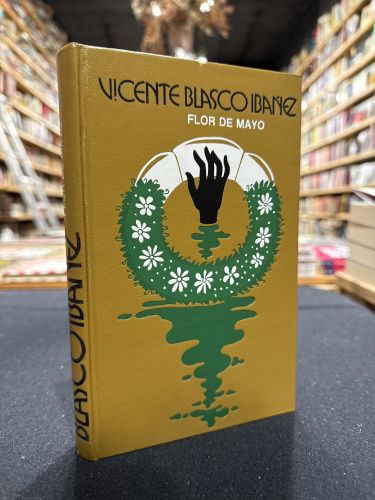 VICENTE BLASCO IBAÑEZ
FLOR DE MAYO
BLASCO IBAÑEZ